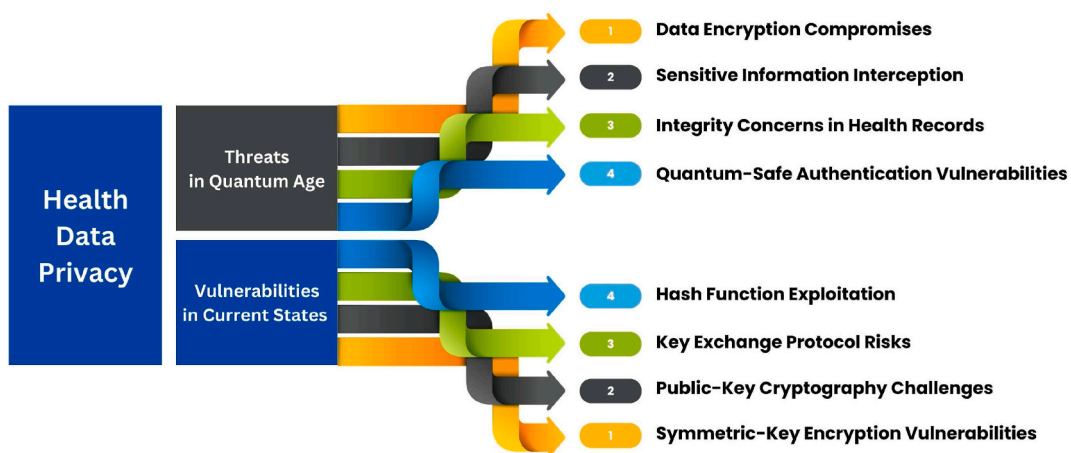 Health
Data
Privacy
Threats
in Quantum Age
1 Data Encryption Compromises
2 Sensitive Information Interception
3 Integrity Concerns in Health Records
4 Quantum-Safe Authentication Vulnerabilities
Vulnerabilities
in Current States
4 Hash Function Exploitation
3 Key Exchange Protocol Risks
2 Public-Key Cryptography Challenges
1 Symmetric-Key Encryption Vulnerabilities